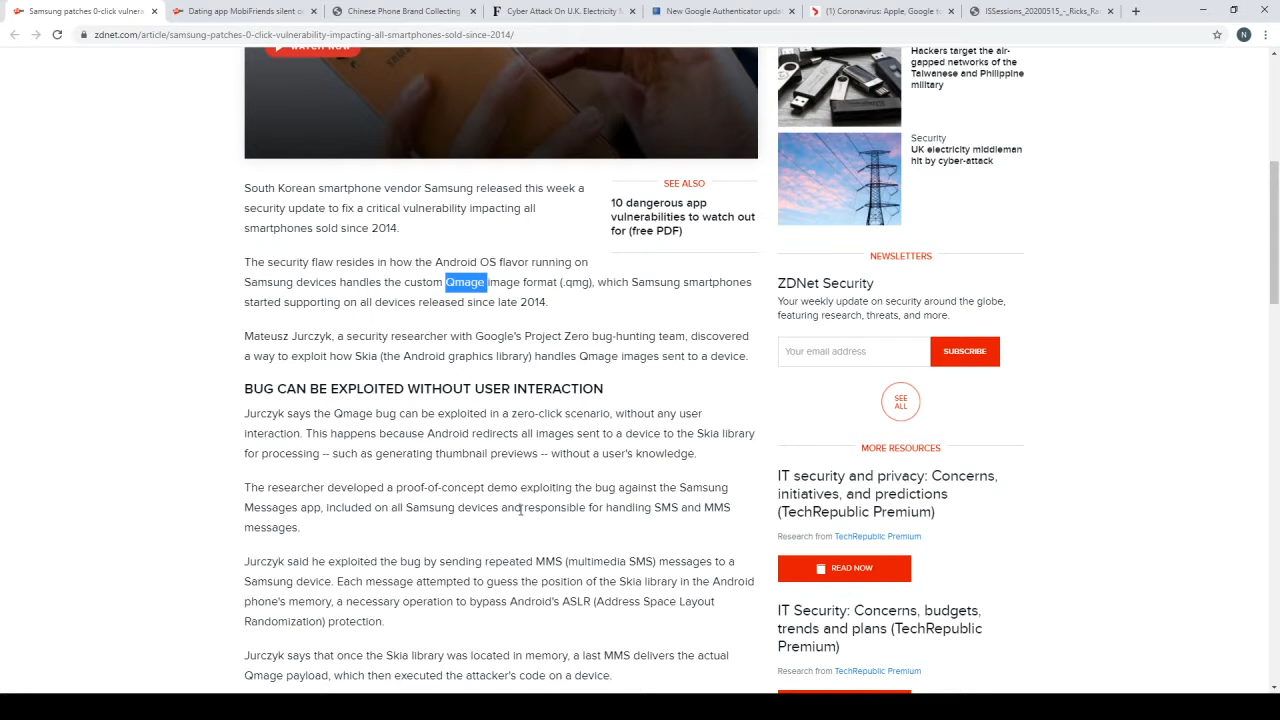 Samsung patches 0-click vulnera
Dating app MobiFriends silent o
Chinese Phone Brand Collecting
Cyber Attack On U.K. Electricity M
New Google Authenticator upda
Coronavirus: Apple, Google to
ISSessions_20200515_-_Ricks_Ra
zdnet.com/article/samsung-patches-0-click-vulnerability-impacting-all-smartphones-sold-since-2014/
N
WATCH NOW
South Korean smartphone vendor Samsung released this week a
security update to fix a critical vulnerability impacting all
smartphones sold since 2014.
SEE ALSO
10 dangerous app
vulnerabilities to watch out
for (free PDF)
The security flaw resides in how the Android OS flavor running on
Samsung devices handles the custom Qmage image format (.qmg), which Samsung smartphones
started supporting on all devices released since late 2014.
Mateusz Jurczyk, a security researcher with Google's Project Zero bug-hunting team, discovered
a way to exploit how Skia (the Android graphics library) handles Qmage images sent to a device.
BUG CAN BE EXPLOITED WITHOUT USER INTERACTION
Jurczyk says the Qmage bug can be exploited in a zero-click scenario, without any user
interaction. This happens because Android redirects all images sent to a device to the Skia library
for processing -- such as generating thumbnail previews -- without a user's knowledge.
The researcher developed a proof-of-concept demo exploiting the bug against the Samsung
Messages app, included on all Samsung devices and responsible for handling SMS and MMS
messages.
Jurczyk said he exploited the bug by sending repeated MMS (multimedia SMS) messages to a
Samsung device. Each message attempted to guess the position of the Skia library in the Android
phone's memory, a necessary operation to bypass Android's ASLR (Address Space Layout
Randomization) protection.
Jurczyk says that once the Skia library was located in memory, a last MMS delivers the actual
Qmage payload, which then executed the attacker's code on a device.
Hackers target the air-
gapped networks of the
Taiwanese and Philippine
military
Security
UK electricity middleman
hit by cyber-attack
NEWSLETTERS
ZDNet Security
Your weekly update on security around the globe,
featuring research, threats, and more.
Your email address
SUBSCRIBE
SEE
ALL
MORE RESOURCES
IT security and privacy: Concerns,
initiatives, and predictions
(TechRepublic Premium)
Research from TechRepublic Premium
READ NOW
IT Security: Concerns, budgets,
trends and plans (TechRepublic
Premium)
Research from TechRepublic Premium